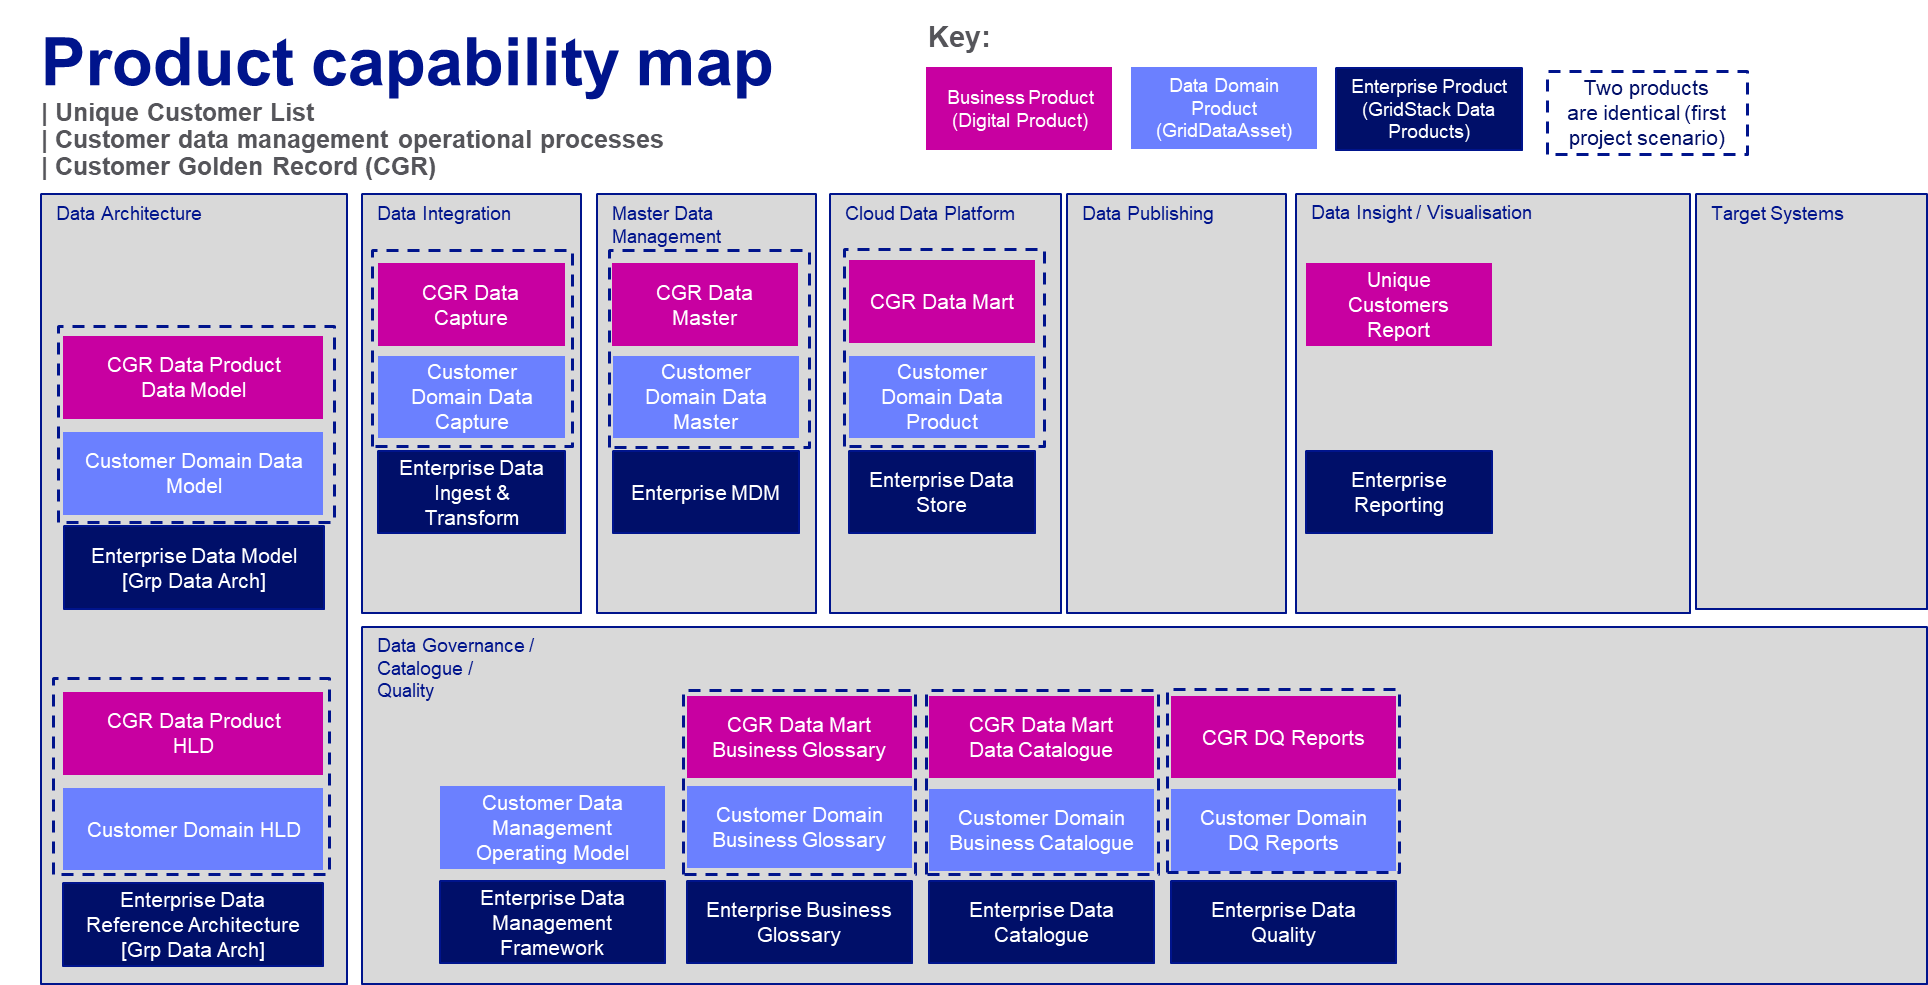 Product capability map
| Unique Customer List
| Customer data management operational processes
| Customer Golden Record (CGR)
Key:
Business Product
(Digital Product)
Data Domain
Product
(GridDataAsset)
Enterprise Product
(GridStack Data
Products)
Two products
are identical (first
project scenario)
Data Architecture
CGR Data Product
Data Model
Customer Domain Data
Model
Enterprise Data Model
[Grp Data Arch]
CGR Data Product
HLD
Customer Domain HLD
Enterprise Data
Reference Architecture
[Grp Data Arch]
Data Integration
CGR Data
Capture
Customer
Domain Data
Capture
Enterprise Data
Ingest &
Transform
Master Data
Management
CGR Data
Master
Customer
Domain Data
Master
Enterprise MDM
Cloud Data Platform
CGR Data Mart
Customer
Domain Data
Product
Enterprise Data
Store
Data Publishing
Data Insight / Visualisation
Unique
Customers
Report
Enterprise
Reporting
Target Systems
Data Governance /
Catalogue /
Quality
Customer Data
Management
Operating Model
Enterprise Data
Management
Framework
CGR Data Mart
Business Glossary
Customer Domain
Business Glossary
Enterprise Business
Glossary
CGR Data Mart
Data Catalogue
Customer Domain
Business Catalogue
Enterprise Data
Catalogue
CGR DQ Reports
Customer Domain
DQ Reports
Enterprise Data
Quality